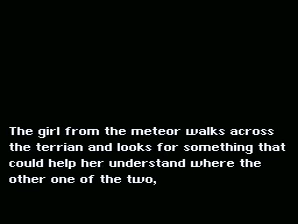 The girl from the meteor walks across
the terrian and looks for something that
could help her understand where the
other one of the two,